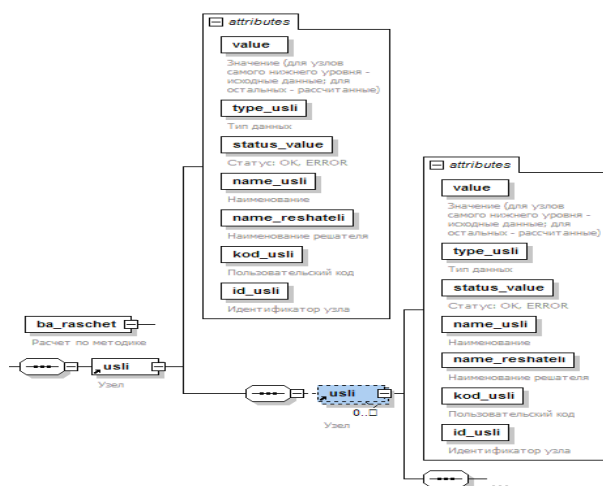 attributes
value
Значение (для узлов
самого нижнего уровня -
исходные данные; для
остальных - рассчитанные)
type_usli
Тип данных
status_value
Статус: OK, ERROR
name_usli
Наименование
name_reshateli
Наименование решателя
kod_usli
Пользовательский код
id_usli
Идентификатор узла
ba_raschet
Расчет по методике
usli
Узел
usli
0..
Узел
attributes
value
Значение (для узлов
самого нижнего уровня -
исходные данные; для
остальных - рассчитанные)
type_usli
Тип данных
status_value
Статус: OK, ERROR
name_usli
Наименование
name_reshateli
Наименование решателя
kod_usli
Пользовательский код
id_usli
Идентификатор узла